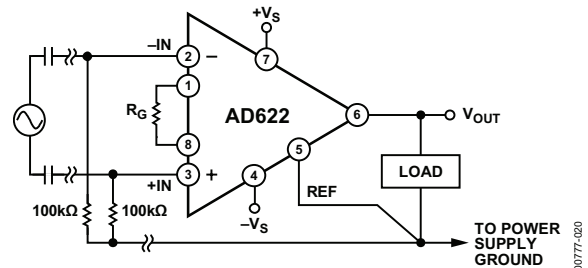 +VS
–IN
2
–
7
1
RG
AD622
6
VOUT
8
5
LOAD
3
+
4
REF
+IN
100kΩ
100kΩ
–VS
TO POWER
SUPPLY
GROUND
00777-020